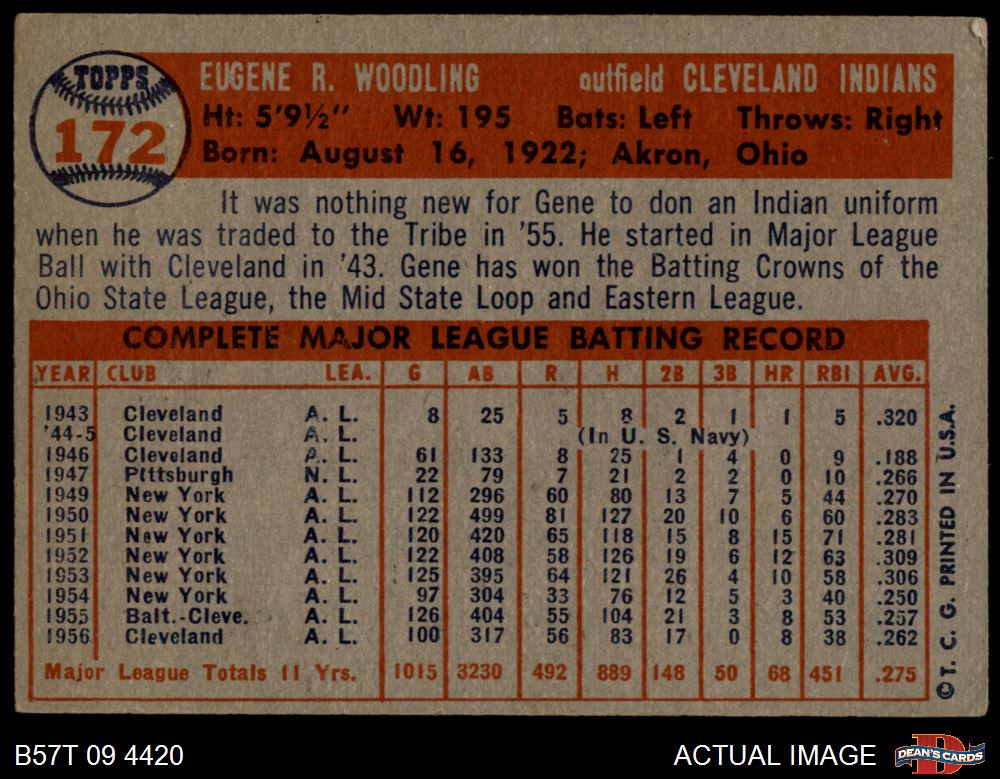 TOPPS
172
EUGENE R. WOODLING outfield CLEVELAND INDIANS
Ht: 5'9½" Wt: 195 Bats: Left Throws: Right
Born: August 16, 1922; Akron, Ohio
It was nothing new for Gene to don an Indian uniform
when he was traded to the Tribe in '55. He started in Major League
Ball with Cleveland in '43. Gene has won the Batting Crowns of the
Ohio State League, the Mid State Loop and Eastern League.
COMPLETE MAJOR LEAGUE BATTING RECORD
YEAR CLUB LEA. G AB R H 2B 3B HR RBI AVG.
1943 Cleveland A. L. 8 25 5 8 2 1 1 5 .320
'44-5 Cleveland A. L. (In U. S. Navy)
1946 Cleveland A. L. 61 133 8 25 1 4 0 9 .188
1947 Pittsburgh N. L. 22 79 7 21 2 2 0 10 .266
1949 New York A. L. 112 296 60 80 13 7 5 44 .270
1950 New York A. L. 122 499 81 127 20 10 6 60 .283
1951 New York A. L. 120 420 65 118 15 8 15 71 .281
1952 New York A. L. 122 408 58 126 19 6 12 63 .309
1953 New York A. L. 125 395 64 121 26 4 10 58 .306
1954 New York A. L. 97 304 33 76 12 5 3 40 .250
1955 Balt.-Cleve. A. L. 126 404 55 104 21 3 8 53 .257
1956 Cleveland A. L. 100 317 56 83 17 0 8 38 .262
Major League Totals 11 Yrs. 1015 3230 492 889 148 50 68 451 .275
©T. C. G. PRINTED IN U.S.A.
B57T 09 4420 ACTUAL IMAGE
DEAN'S CARDS